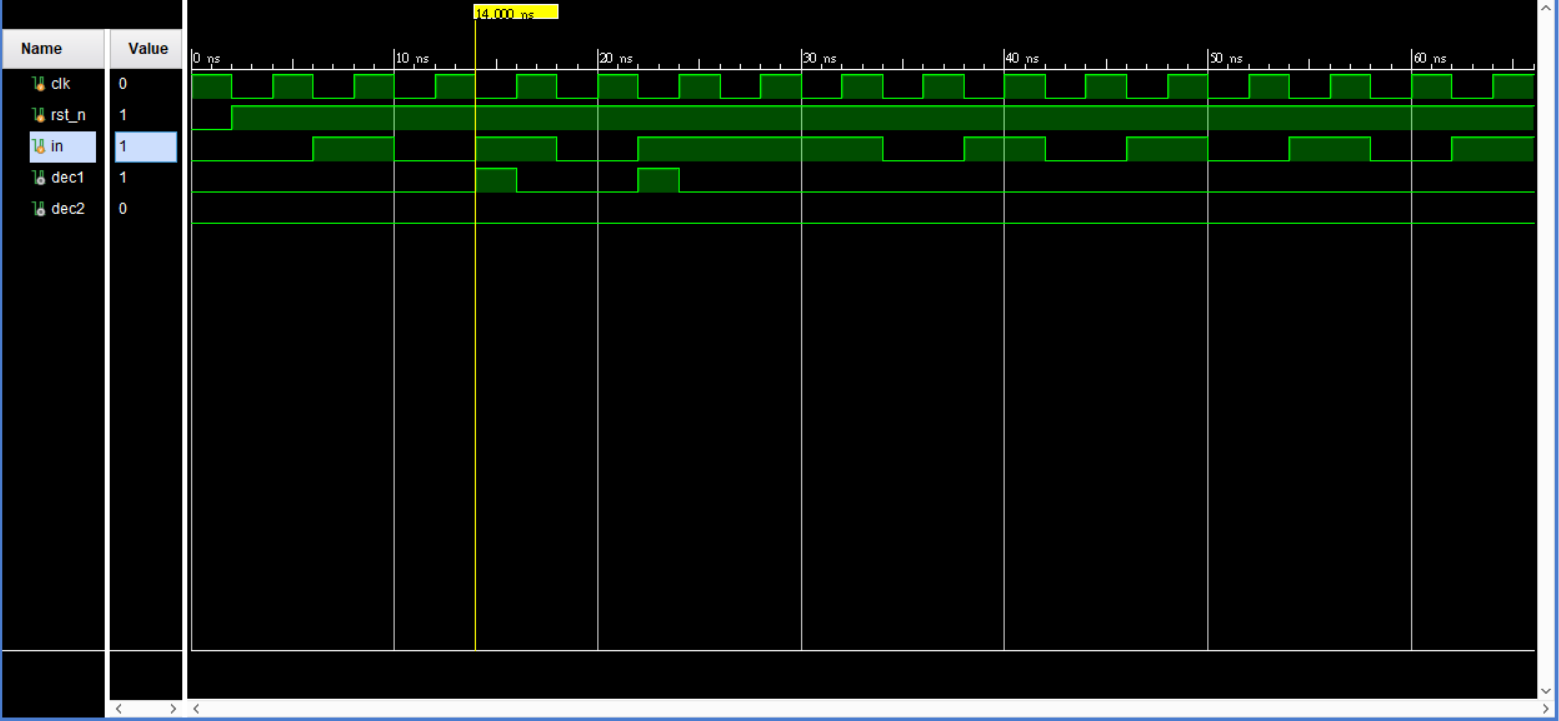 14.000 ns
Name Value
0 ns 10 ns 20 ns 30 ns 40 ns 50 ns 60 ns
clk 0
rst_n 1
in 1
dec1 1
dec2 0